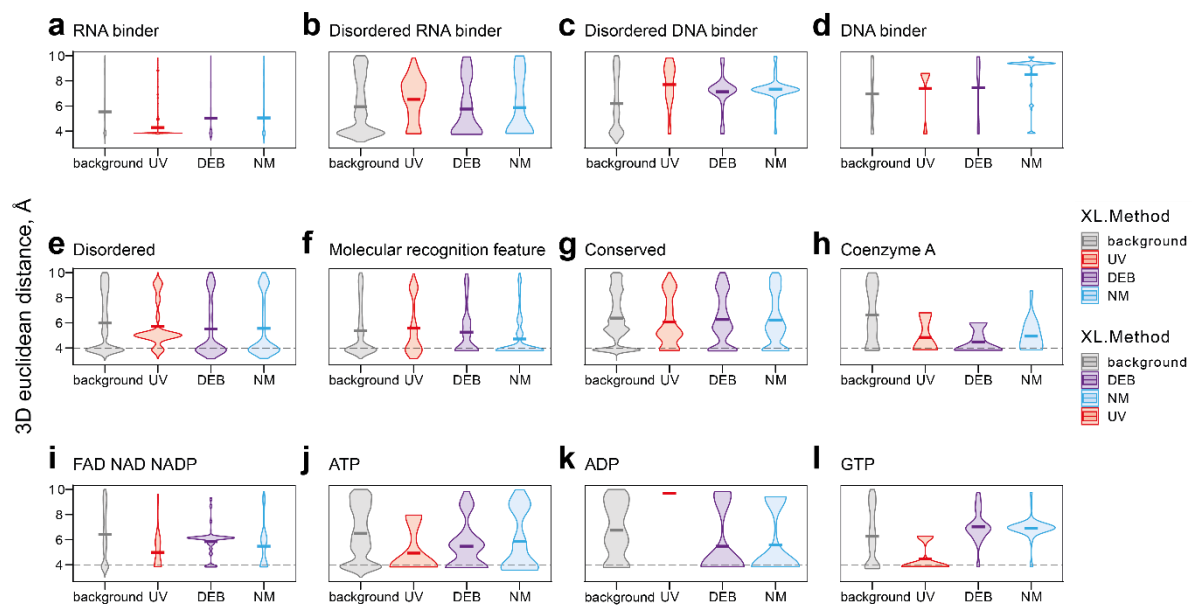 a RNA binder
b Disordered RNA binder
c Disordered DNA binder
d DNA binder
10
8
6
4
background UV DEB NM
background UV DEB NM
background UV DEB NM
background UV DEB NM
3D euclidean distance, Å
e Disordered
f Molecular recognition feature
g Conserved
h Coenzyme A
10
8
6
4
background UV DEB NM
background UV DEB NM
background UV DEB NM
background UV DEB NM
i FAD NAD NADP
j ATP
k ADP
l GTP
10
8
6
4
background UV DEB NM
background UV DEB NM
background UV DEB NM
background UV DEB NM
XL.Method
background
UV
DEB
NM
XL.Method
background
DEB
NM
UV